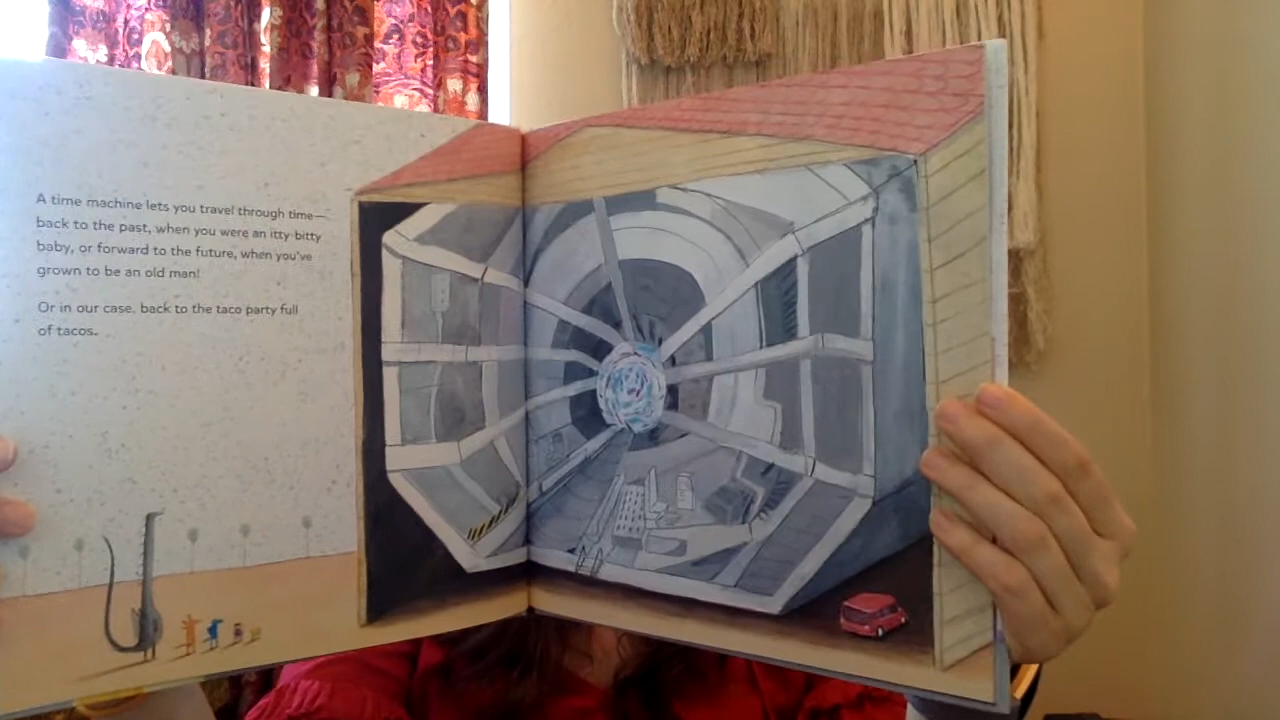 A time machine lets you travel through time—
back to the past, when you were an itty-bitty
baby, or forward to the future, when you've
grown to be an old man!
Or in our case, back to the taco party full
of tacos.